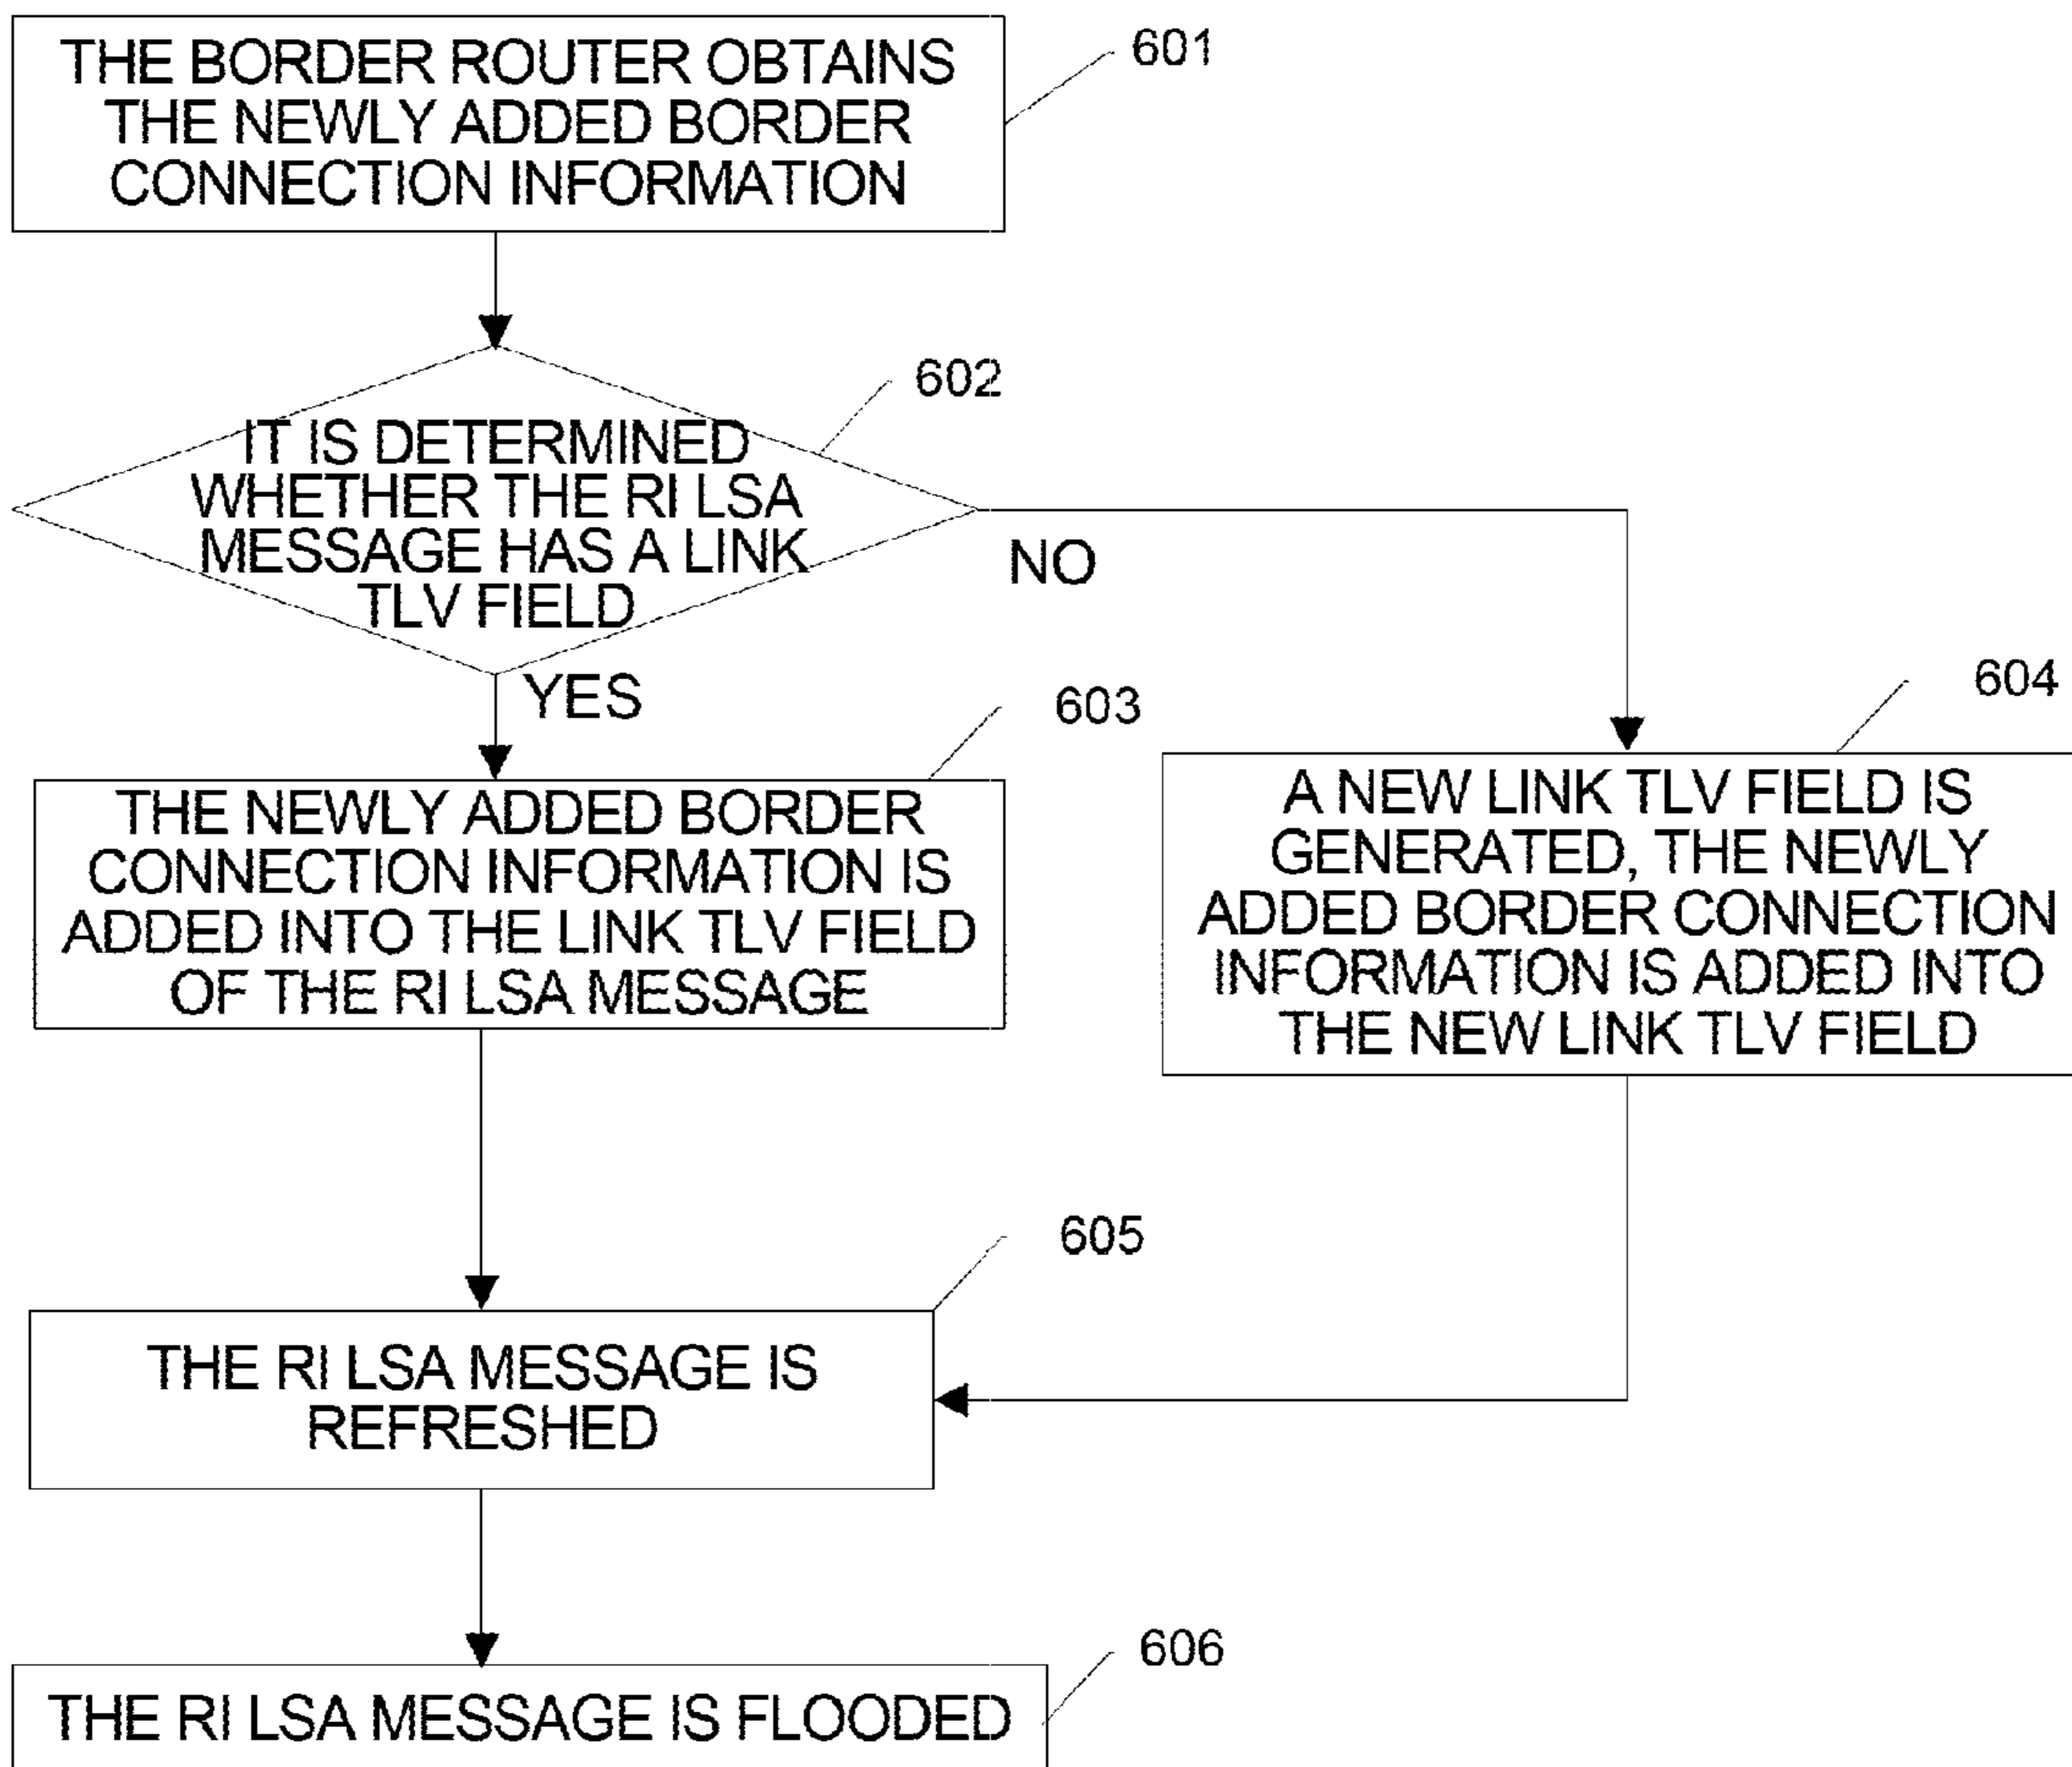 THE BORDER ROUTER OBTAINS
THE NEWLY ADDED BORDER
CONNECTION INFORMATION
601
602
IT IS DETERMINED
WHETHER THE RI LSA
MESSAGE HAS A LINK
TLV FIELD
NO
YES
603
604
THE NEWLY ADDED BORDER
CONNECTION INFORMATION IS
ADDED INTO THE LINK TLV FIELD
OF THE RI LSA MESSAGE
A NEW LINK TLV FIELD IS
GENERATED, THE NEWLY
ADDED BORDER CONNECTION
INFORMATION IS ADDED INTO
THE NEW LINK TLV FIELD
605
THE RI LSA MESSAGE IS
REFRESHED
606
THE RI LSA MESSAGE IS FLOODED